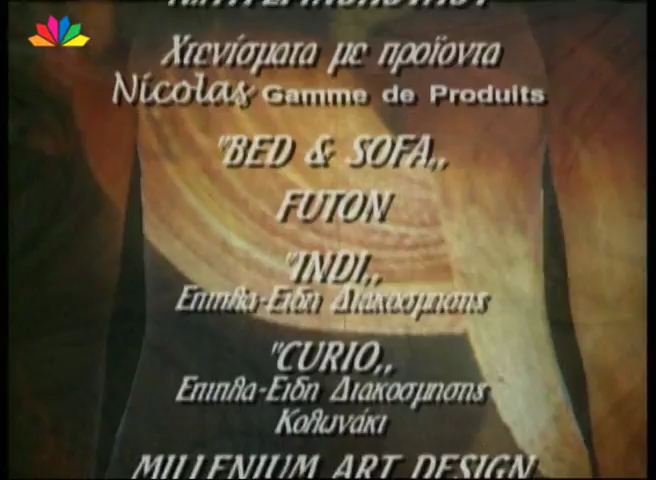 Χτενίσματα με προϊοντα
Nicolas Gamme de Produits
"BED & SOFA,,
FUTON
"INDI,,
Επιπλα-Ειδη Διακοσμησης
"CURIO,,
Επιπλα-Ειδη Διακοσμησης
Κολωνάκι
MILLENIUM ART DESIGN